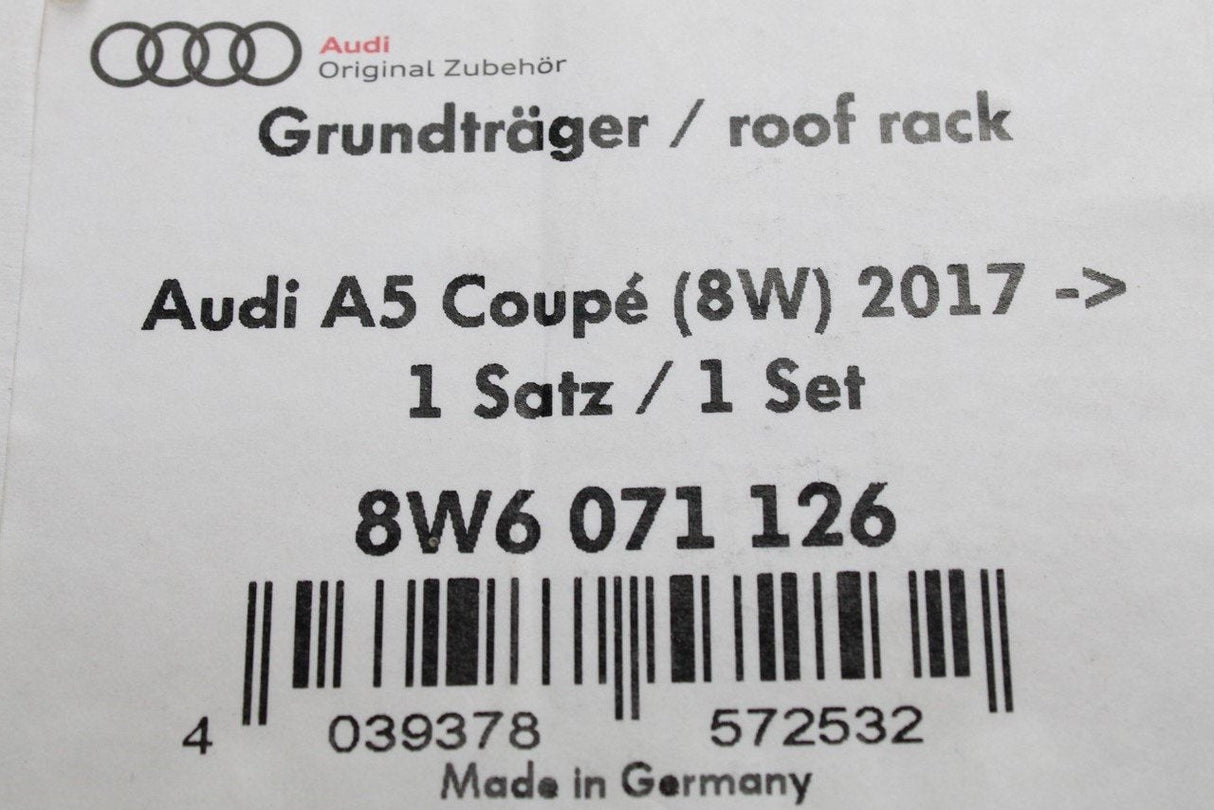 Audi
Original Zubehör
Grundträger / roof rack
Audi A5 Coupé (8W) 2017 ->
1 Satz / 1 Set
8W6 071 126
4 039378 572532
Made in Germany